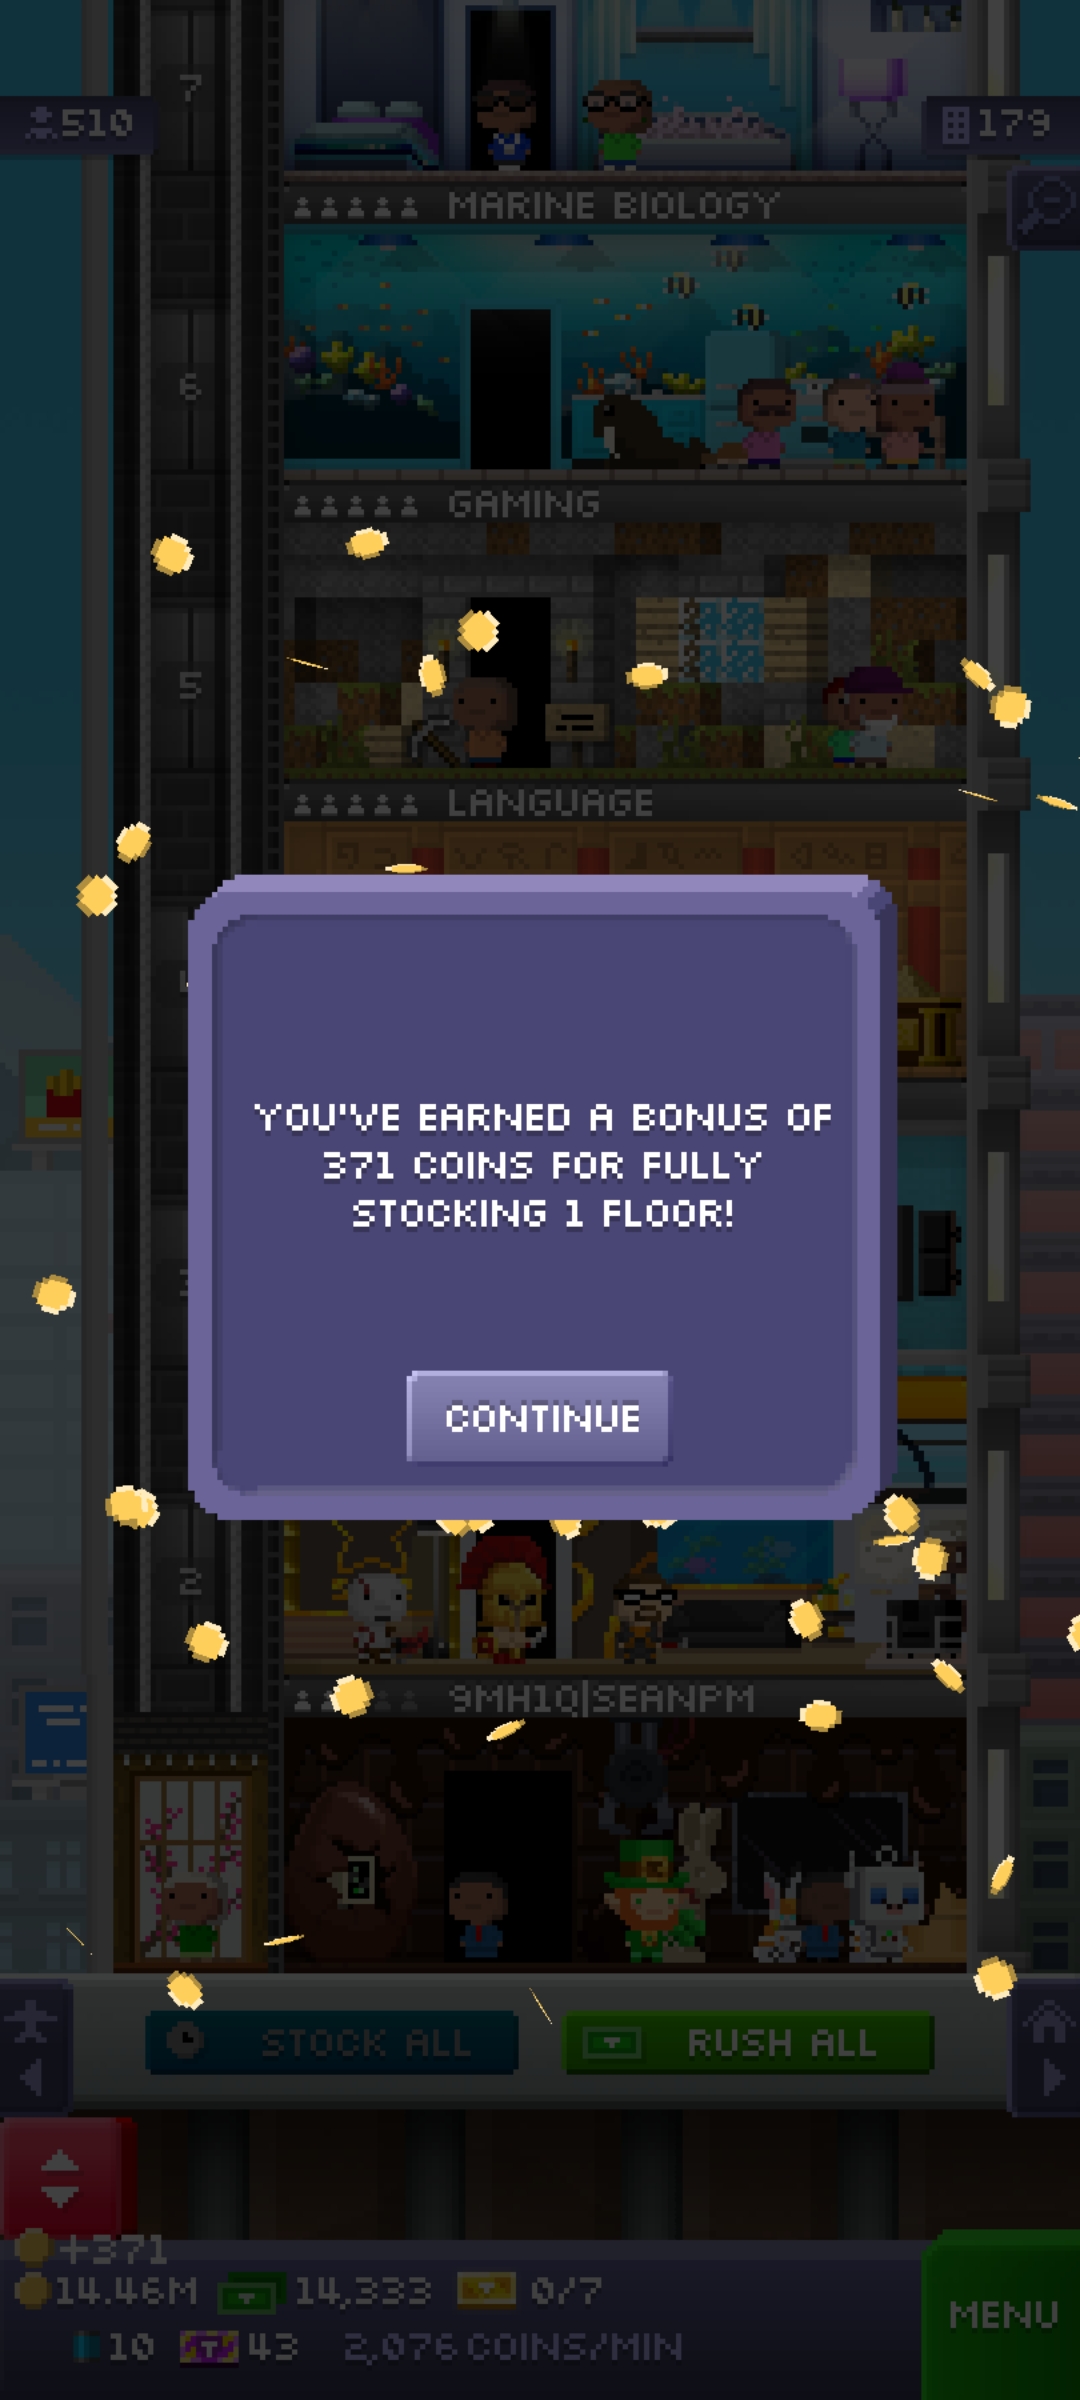 7
510
179
MARINE BIOLOGY
6
GAMING
5
LANGUAGE
YOU'VE EARNED A BONUS OF
371 COINS FOR FULLY
STOCKING 1 FLOOR!
CONTINUE
2
9MH1Q|SEANPM
STOCK ALL
RUSH ALL
+371
14.46M
14,333
0/7
MENU
10
43
2,076 COINS/MIN